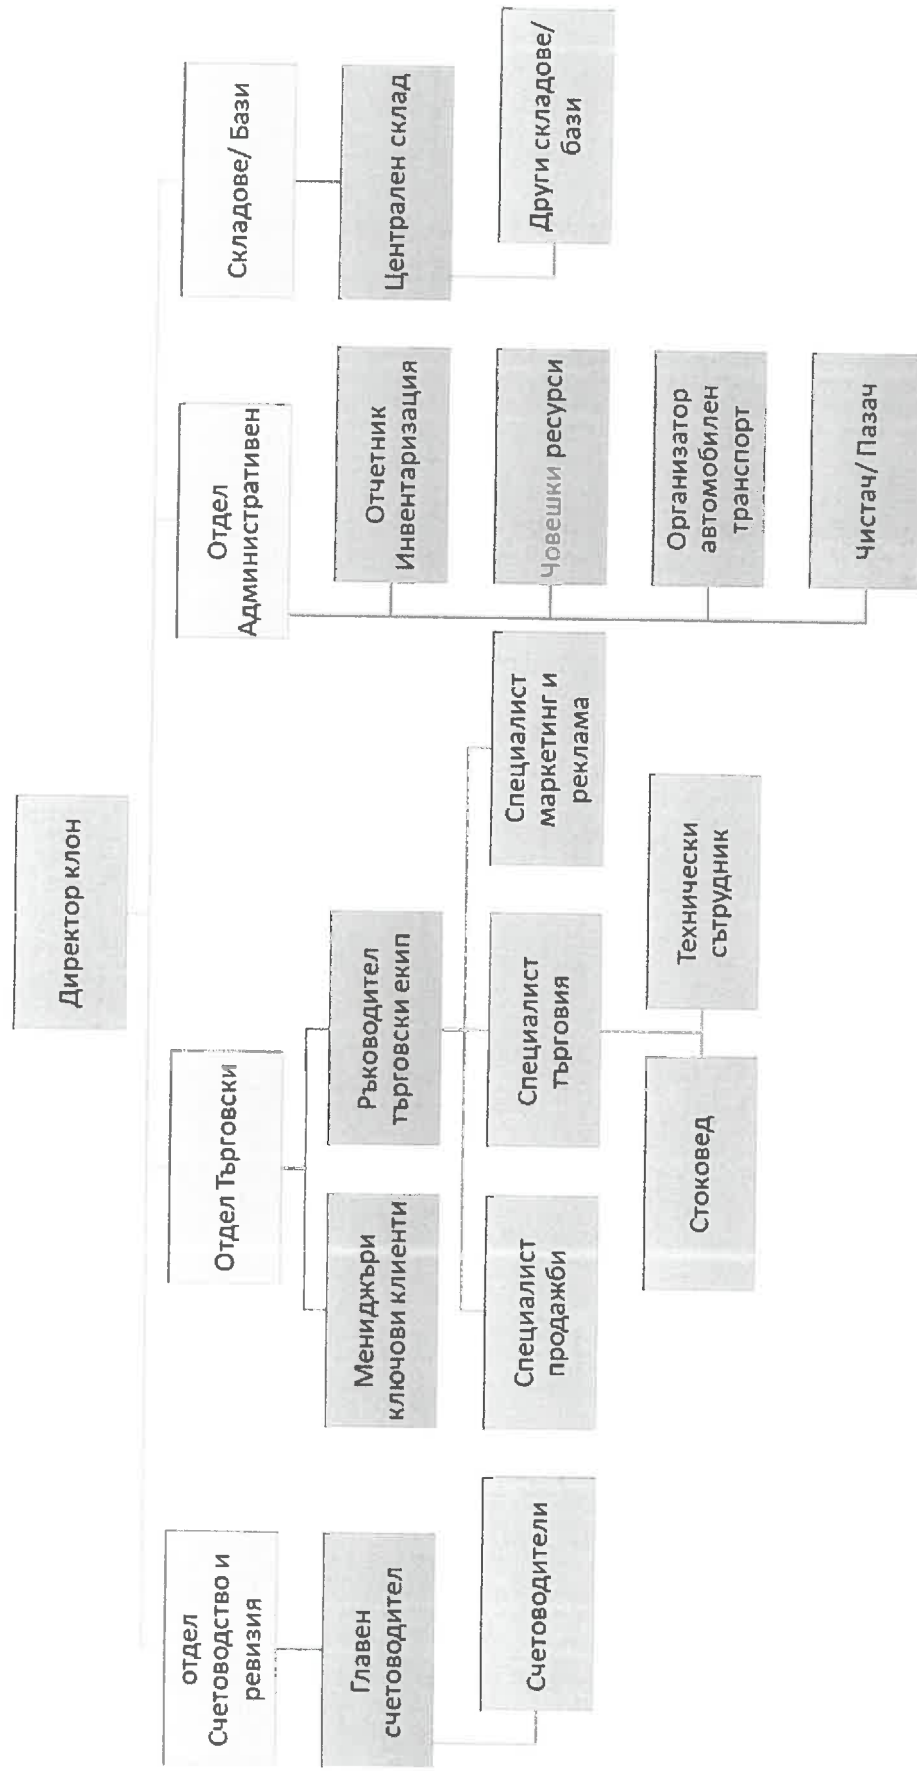 Директор клон
отдел
Счетоводство и
ревизия
Отдел Търговски
Отдел
Административен
Складове/ Бази
Главен
счетоводител
Мениджъри
ключови клиенти
Ръководител
търговски екип
Отчетник
Инвентаризация
Централен склад
Счетоводители
Специалист
продажби
Специалист
търговия
Специалист
маркетинг и
реклама
Човешки ресурси
Други складове/
бази
Стоковед
Технически
сътрудник
Организатор
автомобилен
транспорт
Чистач/ Пазач